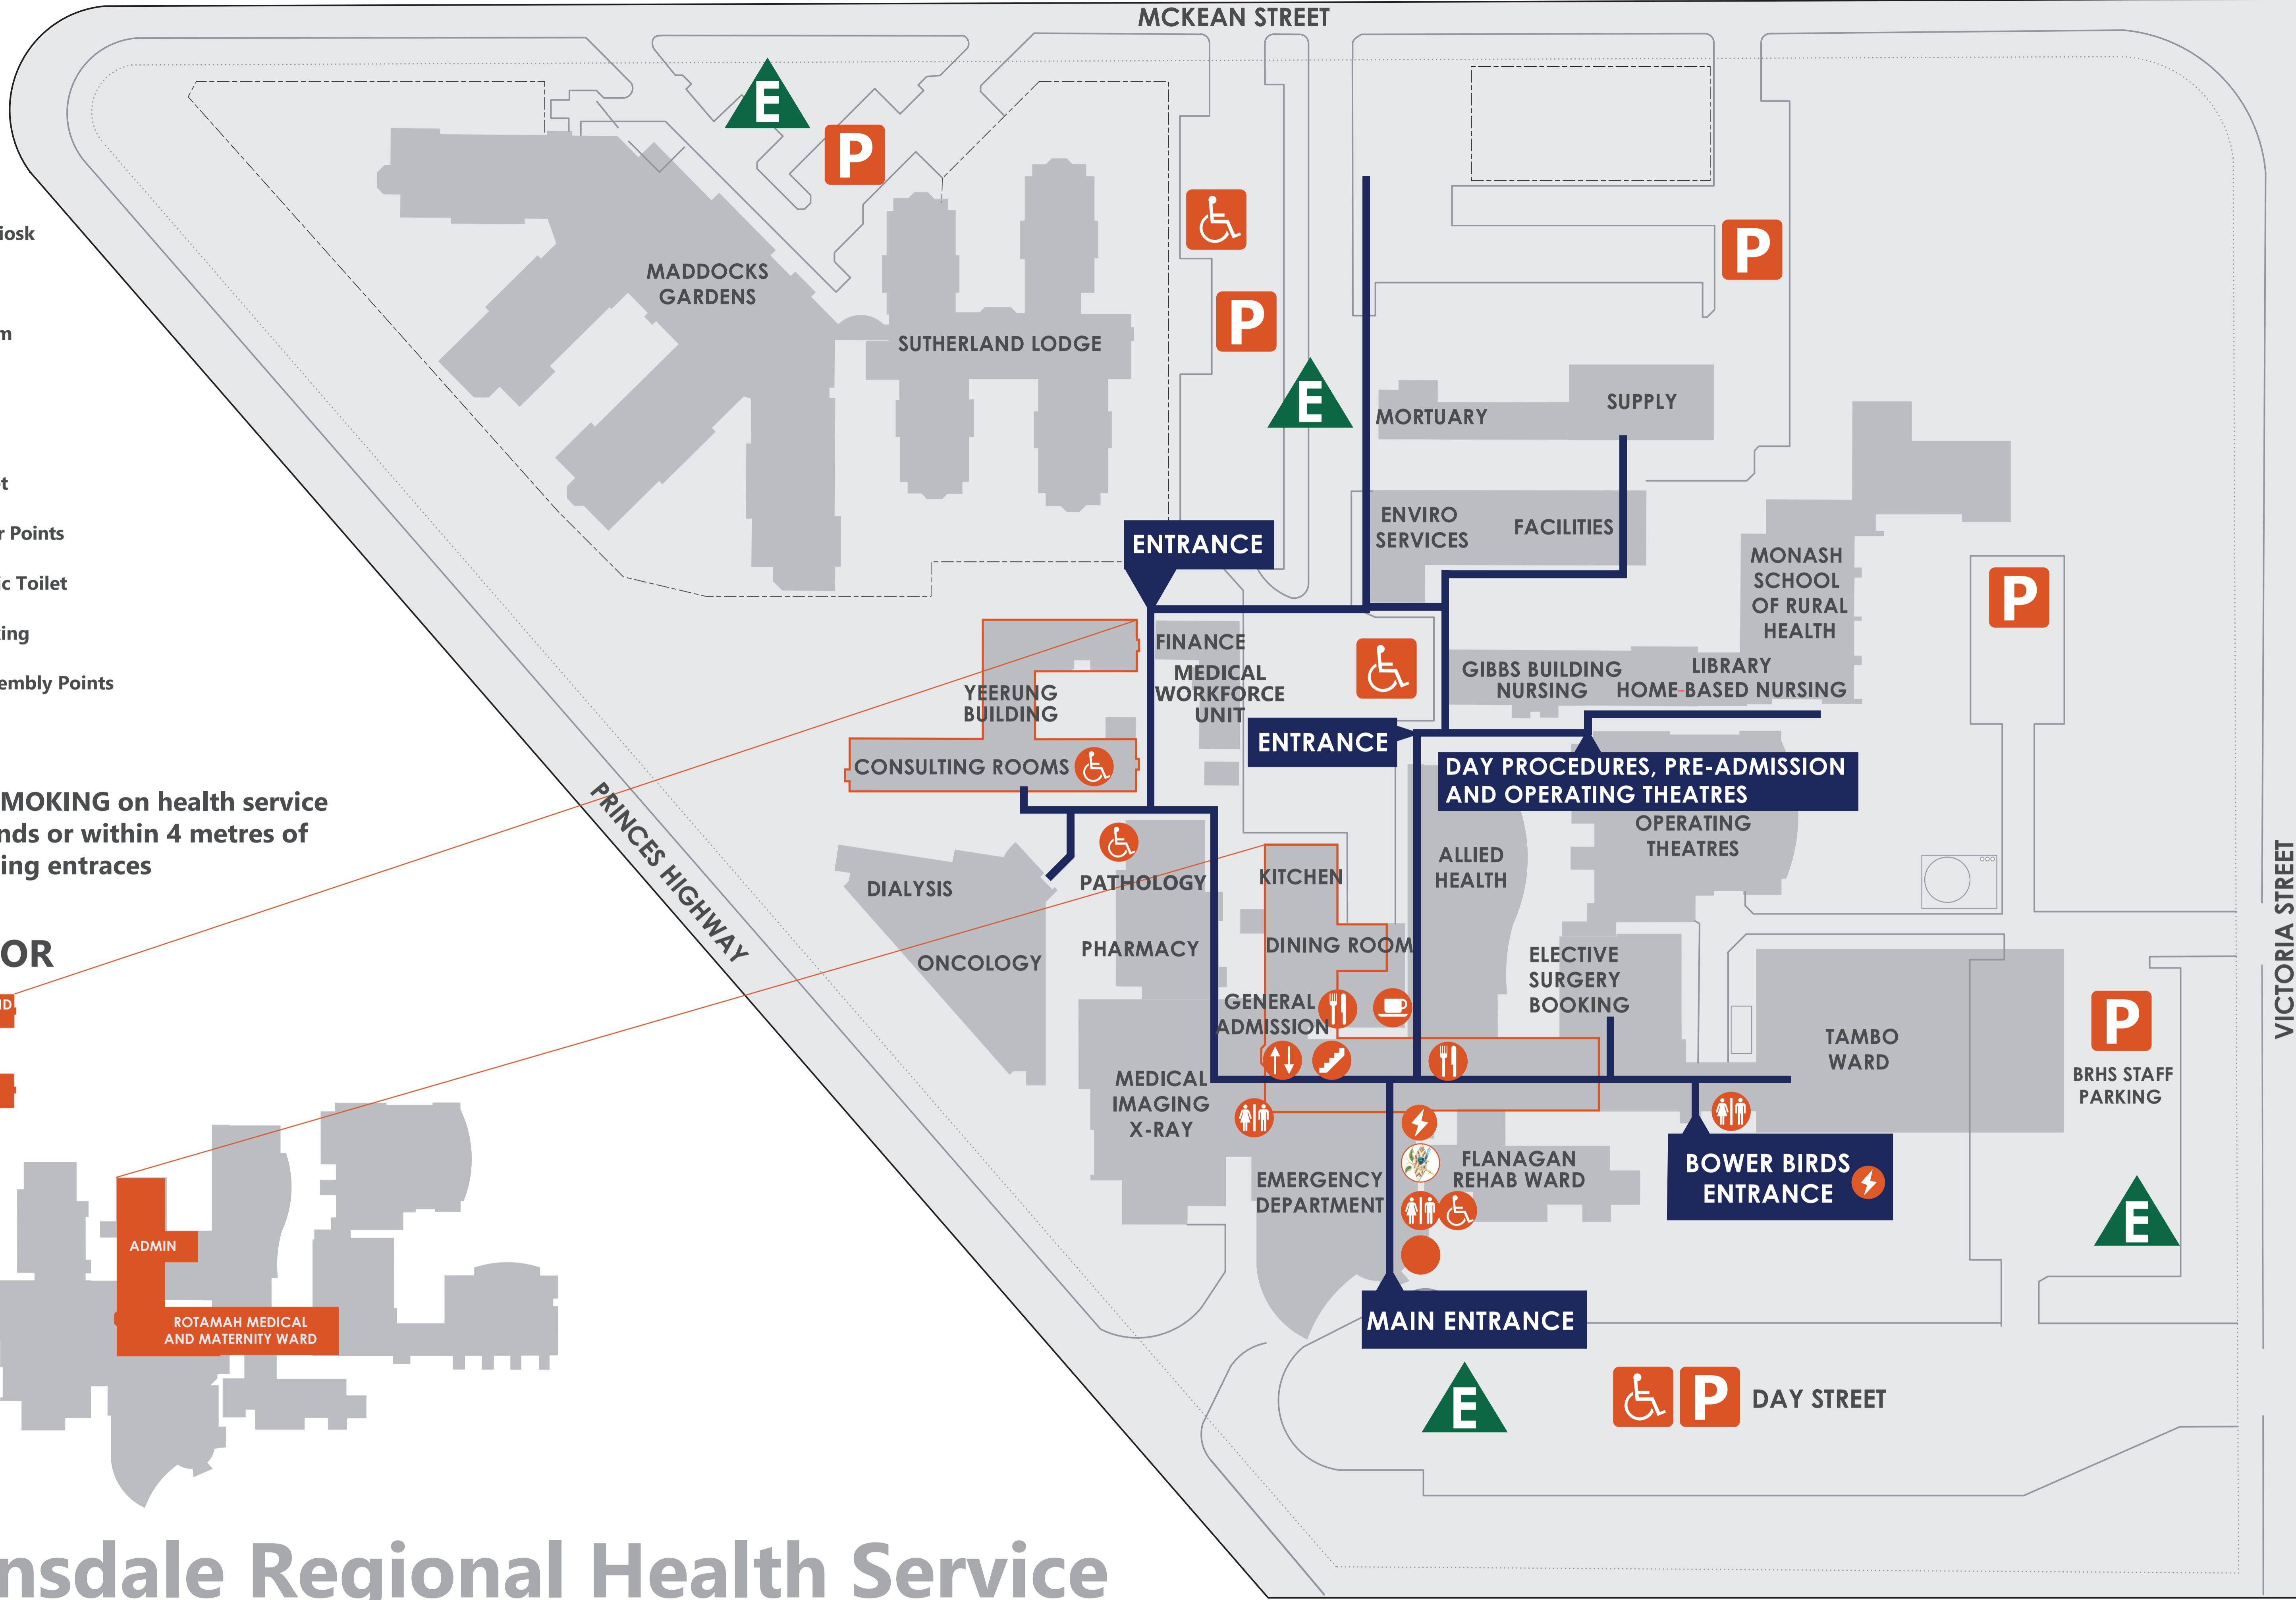 MCKEAN STREET
E
P
iosk
P
P
MADDOCKS
GARDENS
m
SUTHERLAND LODGE
E
MORTUARY
SUPPLY
t
ENVIRO
SERVICES
FACILITIES
r Points
ENTRANCE
MONASH
SCHOOL
OF RURAL
HEALTH
P
ic Toilet
ing
FINANCE
MEDICAL
WORKFORCE
UNIT
GIBBS BUILDING
NURSING
LIBRARY
HOME-BASED NURSING
embly Points
YEERUNG
BUILDING
ENTRANCE
CONSULTING ROOMS
DAY PROCEDURES, PRE-ADMISSION
AND OPERATING THEATRES
MOKING on health service
nds or within 4 metres of
ing entraces
PRINCES HIGHWAY
OPERATING
THEATRES
ALLIED
HEALTH
DIALYSIS
PATHOLOGY
KITCHEN
VICTORIA STREET
OR
ONCOLOGY
PHARMACY
DINING ROOM
ELECTIVE
SURGERY
BOOKING
ND
GENERAL
ADMISSION
P
TAMBO
WARD
BRHS STAFF
PARKING
MEDICAL
IMAGING
X-RAY
EMERGENCY
DEPARTMENT
FLANAGAN
REHAB WARD
BOWER BIRDS
ENTRANCE
E
ADMIN
ROTAMAH MEDICAL
AND MATERNITY WARD
MAIN ENTRANCE
E
P
DAY STREET
nsdale Regional Health Service